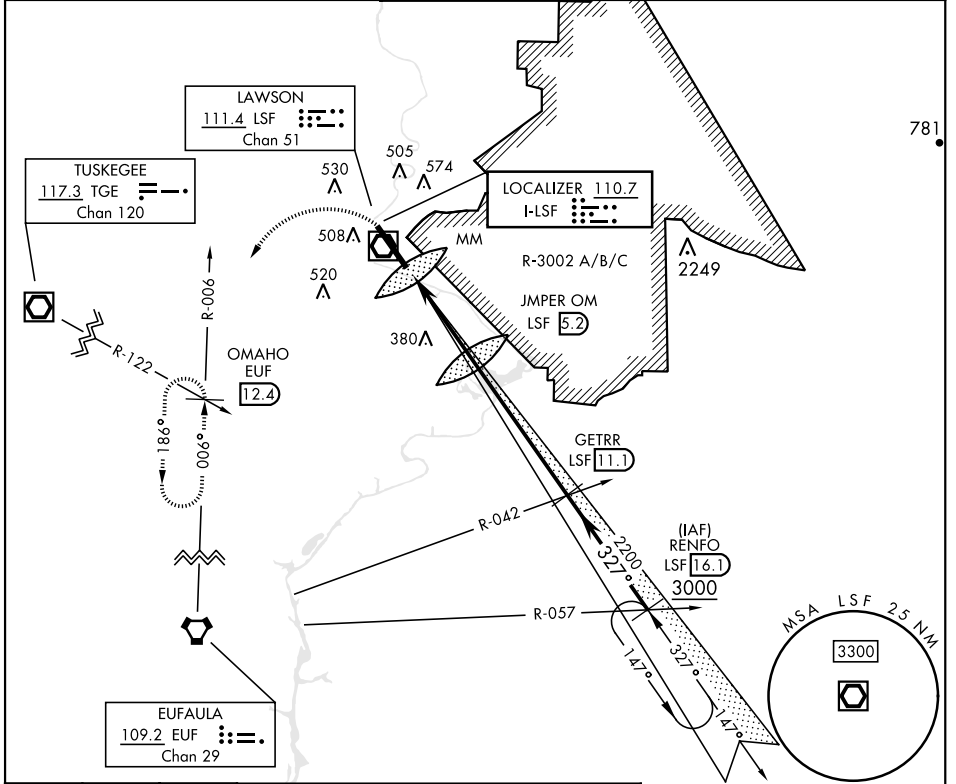 LAWSON
111.4 LSF
Chan 51
TUSKEGEE
117.3 TGE
Chan 120
530
505
574
781
LOCALIZER 110.7
I-LSF
508
MM
R-3002 A/B/C
2249
520
JMPER OM
LSF 5.2
380
R-006
R-122
OMAHO
EUF
12.4
186°
006°
GETRR
LSF 11.1
R-042
2200
327°
(IAF)
RENFO
LSF 16.1
3000
R-057
147°
327°
147°
MSA LSF 25 NM
3300
EUFAULA
109.2 EUF
Chan 29